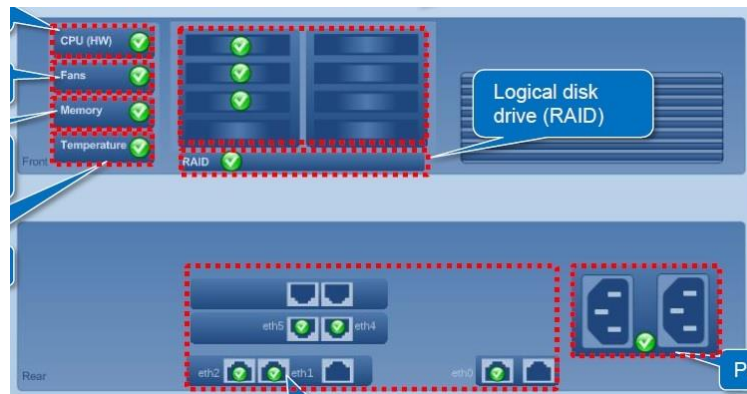 CPU (HW)
Fans
Memory
Temperature
Front
RAID
Logical disk
drive (RAID)
eth5 eth4
eth2 eth1 eth0
Rear
P